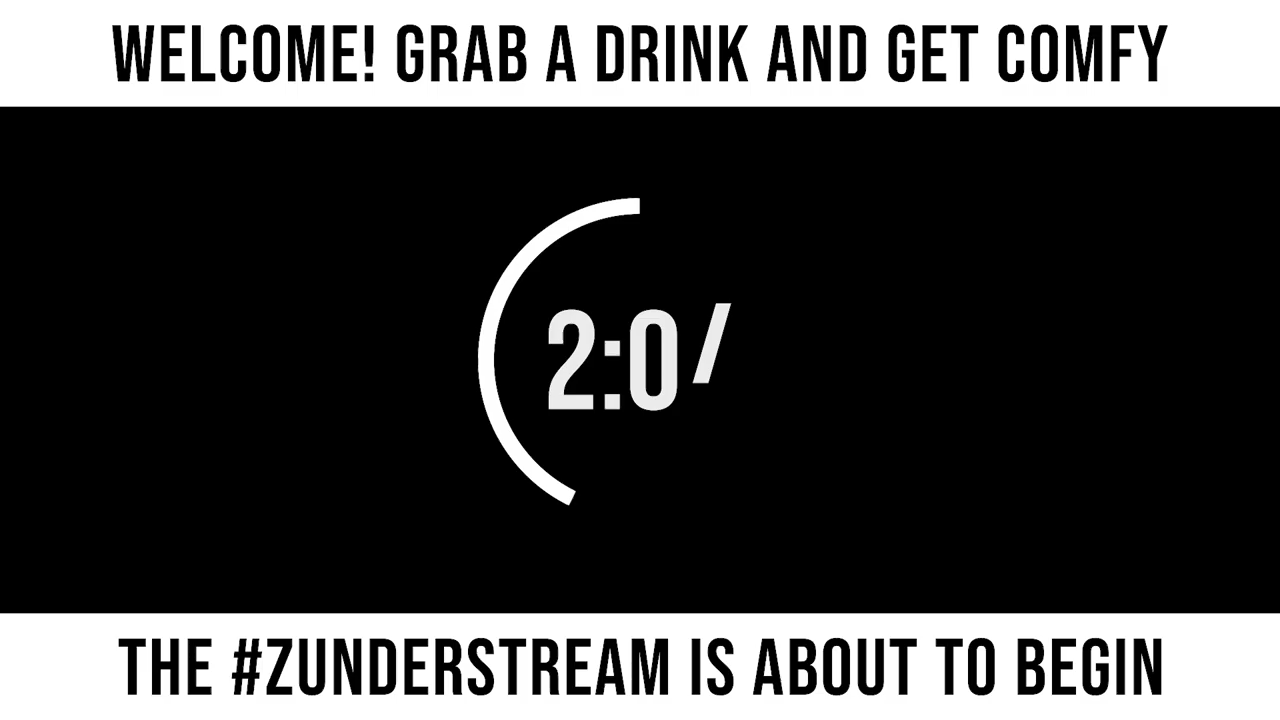 WELCOME! GRAB A DRINK AND GET COMFY
2:0
THE #ZUNDERSTREAM IS ABOUT TO BEGIN